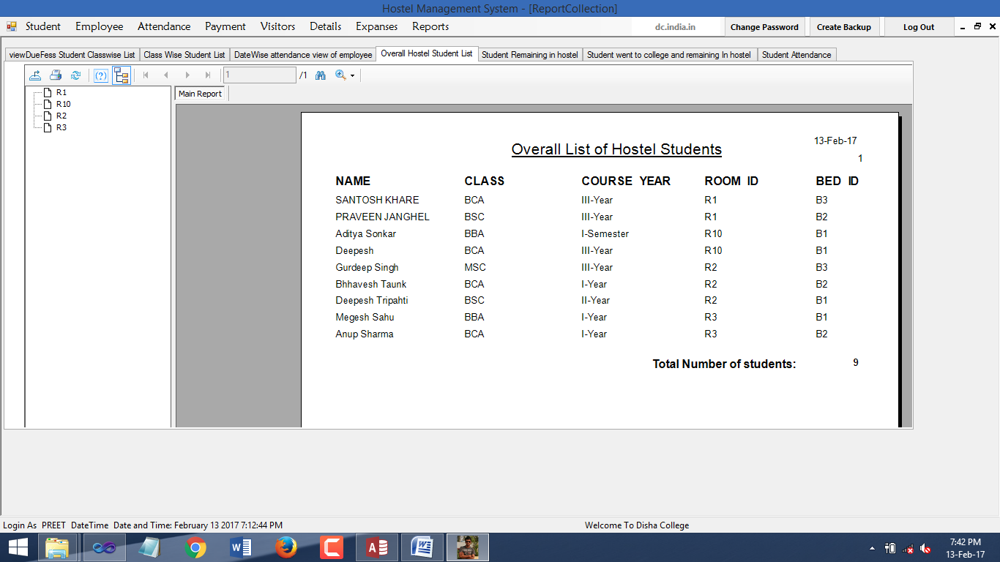 Hostel Management System - [ReportCollection]
Student Employee Attendance Payment Visitors Details Expanses Reports dc.india.in Change Password Create Backup Log Out
viewDueFess Student Classwise List Class Wise Student List DateWise attendance view of employee Overall Hostel Student List Student Remaining in hostel Student went to college and remaining In hostel Student Attendance
1 /1
R1
R10
R2
R3
Main Report
13-Feb-17
Overall List of Hostel Students
1
NAME CLASS COURSE YEAR ROOM ID BED ID
SANTOSH KHARE BCA III-Year R1 B3
PRAVEEN JANGHEL BSC III-Year R1 B2
Aditya Sonkar BBA I-Semester R10 B1
Deepesh BCA III-Year R10 B1
Gurdeep Singh MSC III-Year R2 B3
Bhhavesh Taunk BCA I-Year R2 B2
Deepesh Tripahti BSC II-Year R2 B1
Megesh Sahu BBA I-Year R3 B1
Anup Sharma BCA I-Year R3 B2
Total Number of students: 9
Login As PREET DateTime Date and Time: February 13 2017 7:12:44 PM Welcome To Disha College
7:42 PM
13-Feb-17